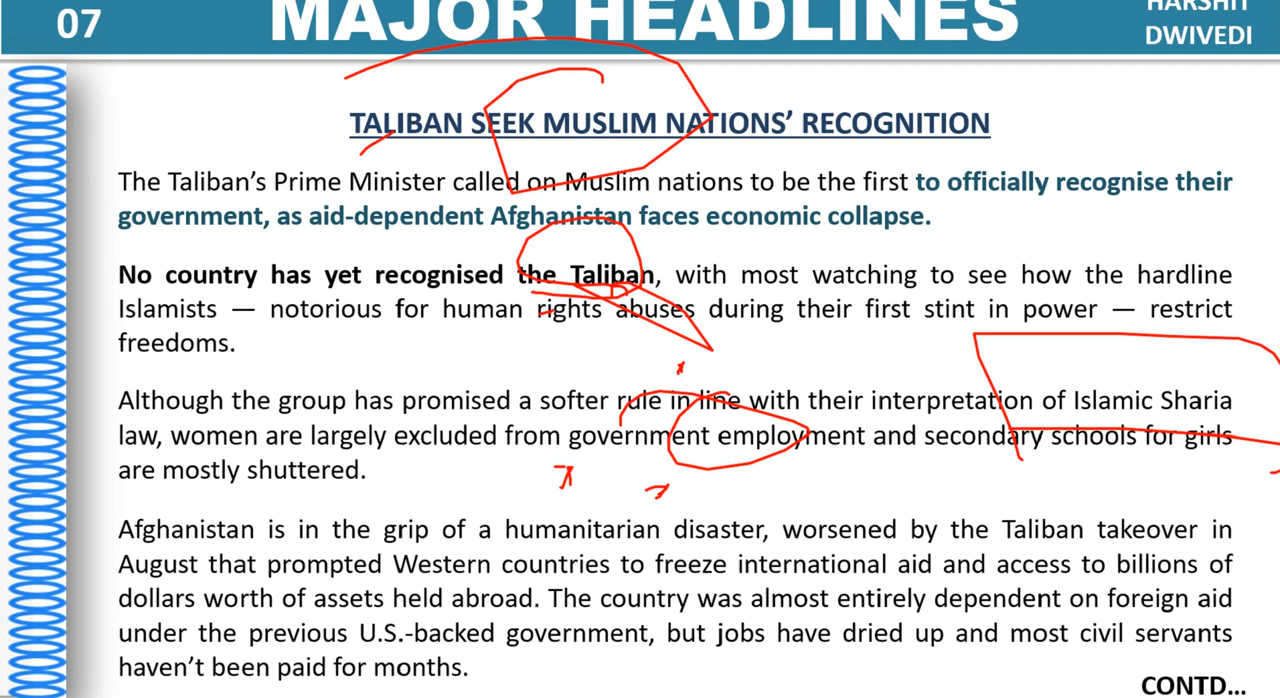 07
MAJOR HEADLINES
HARSHIT
DWIVEDI
TALIBAN SEEK MUSLIM NATIONS’ RECOGNITION
The Taliban’s Prime Minister called on Muslim nations to be the first to officially recognise their
government, as aid-dependent Afghanistan faces economic collapse.
No country has yet recognised the Taliban, with most watching to see how the hardline
Islamists — notorious for human rights abuses during their first stint in power — restrict
freedoms.
Although the group has promised a softer rule in line with their interpretation of Islamic Sharia
law, women are largely excluded from government employment and secondary schools for girls
are mostly shuttered.
Afghanistan is in the grip of a humanitarian disaster, worsened by the Taliban takeover in
August that prompted Western countries to freeze international aid and access to billions of
dollars worth of assets held abroad. The country was almost entirely dependent on foreign aid
under the previous U.S.-backed government, but jobs have dried up and most civil servants
haven’t been paid for months.
CONTD...